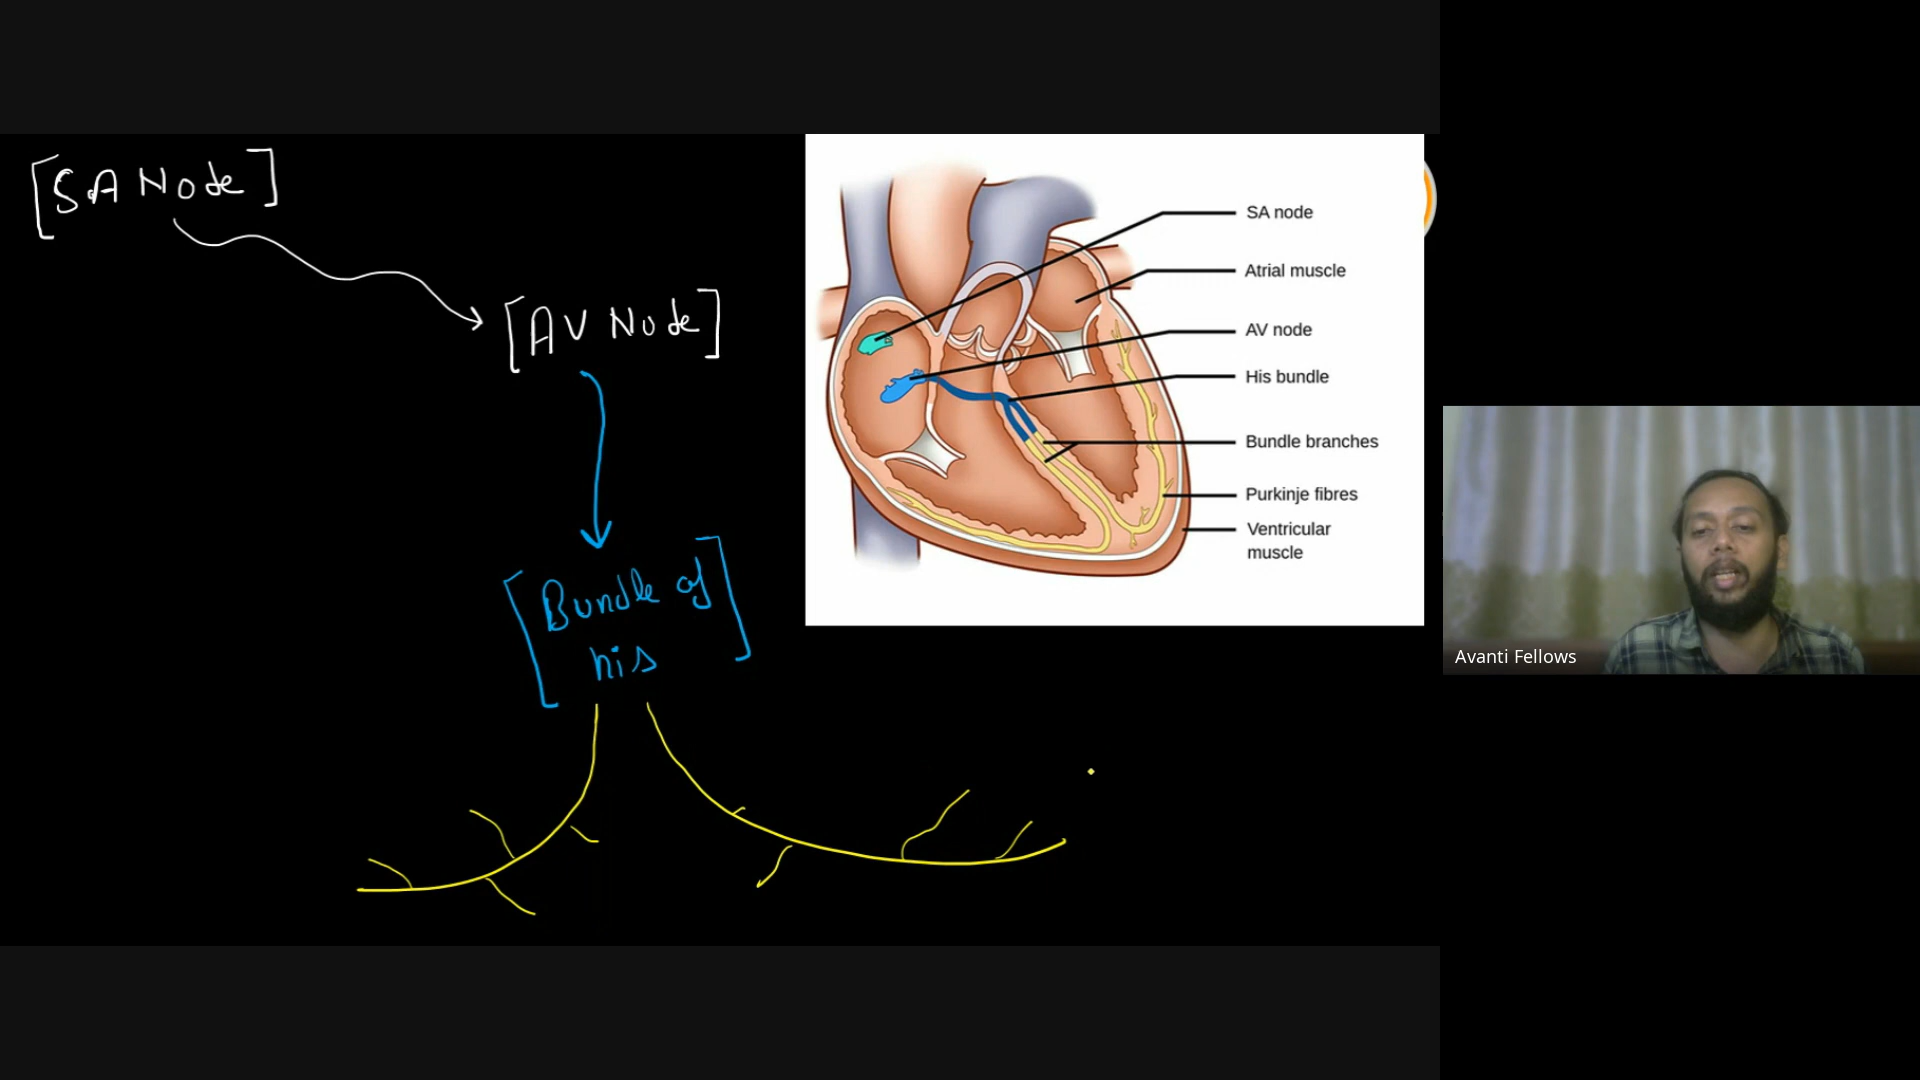 [SA Node]
[AV Node]
[Bundle of
his]
SA node
Atrial muscle
AV node
His bundle
Bundle branches
Purkinje fibres
Ventricular
muscle
Avanti Fellows